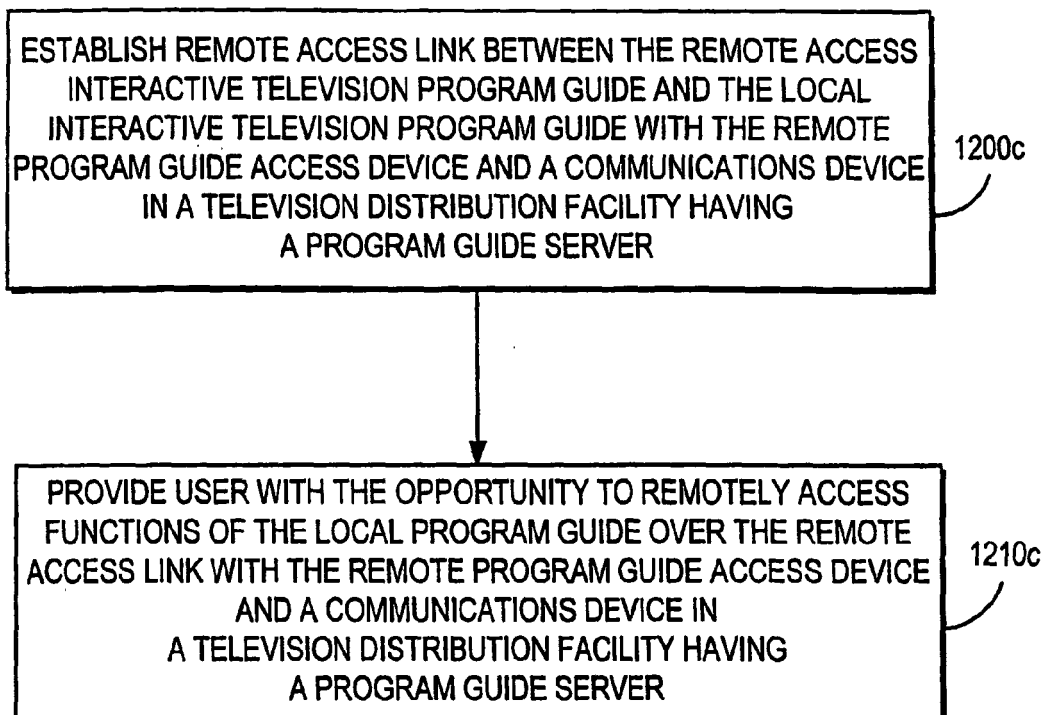 ESTABLISH REMOTE ACCESS LINK BETWEEN THE REMOTE ACCESS
INTERACTIVE TELEVISION PROGRAM GUIDE AND THE LOCAL
INTERACTIVE TELEVISION PROGRAM GUIDE WITH THE REMOTE
PROGRAM GUIDE ACCESS DEVICE AND A COMMUNICATIONS DEVICE
IN A TELEVISION DISTRIBUTION FACILITY HAVING
A PROGRAM GUIDE SERVER
1200c
PROVIDE USER WITH THE OPPORTUNITY TO REMOTELY ACCESS
FUNCTIONS OF THE LOCAL PROGRAM GUIDE OVER THE REMOTE
ACCESS LINK WITH THE REMOTE PROGRAM GUIDE ACCESS DEVICE
AND A COMMUNICATIONS DEVICE IN
A TELEVISION DISTRIBUTION FACILITY HAVING
A PROGRAM GUIDE SERVER
1210c